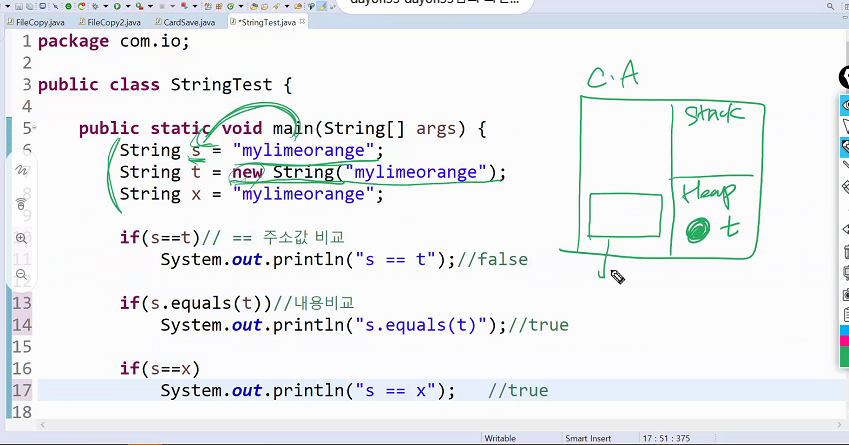 FileCopy.java FileCopy2.java CardSave.java *StringTest.java
1 package com.io;
2
3 public class StringTest {
4
5 public static void main(String[] args) {
6 String s = "mylimeorange";
String t = new String("mylimeorange");
8 String x = "mylimeorange";
9
10 if(s==t)// == 주소값 비교
11 System.out.println("s == t");//false
12
13 if(s.equals(t))//내용비교
14 System.out.println("s.equals(t)");//true
15
16 if(s==x)
17 System.out.println("s == x"); //true
18
C.A
Stack
Heap
t
Writable Smart Insert 17 : 51 : 375